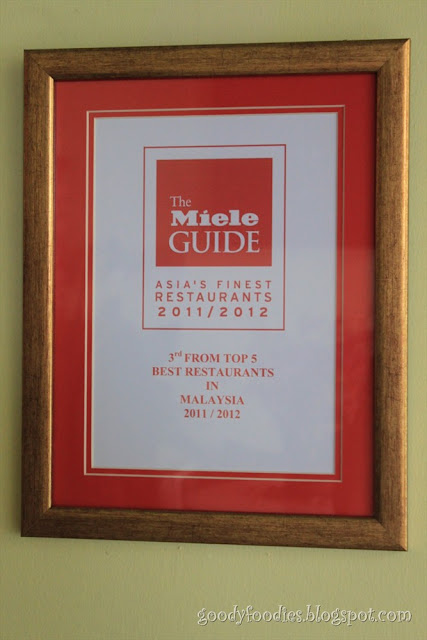 The
Miele
GUIDE
ASIA'S FINEST
RESTAURANTS
2011/2012
3rd FROM TOP 5
BEST RESTAURANTS
IN
MALAYSIA
2011 / 2012
goodyfoodies.blogspot.com